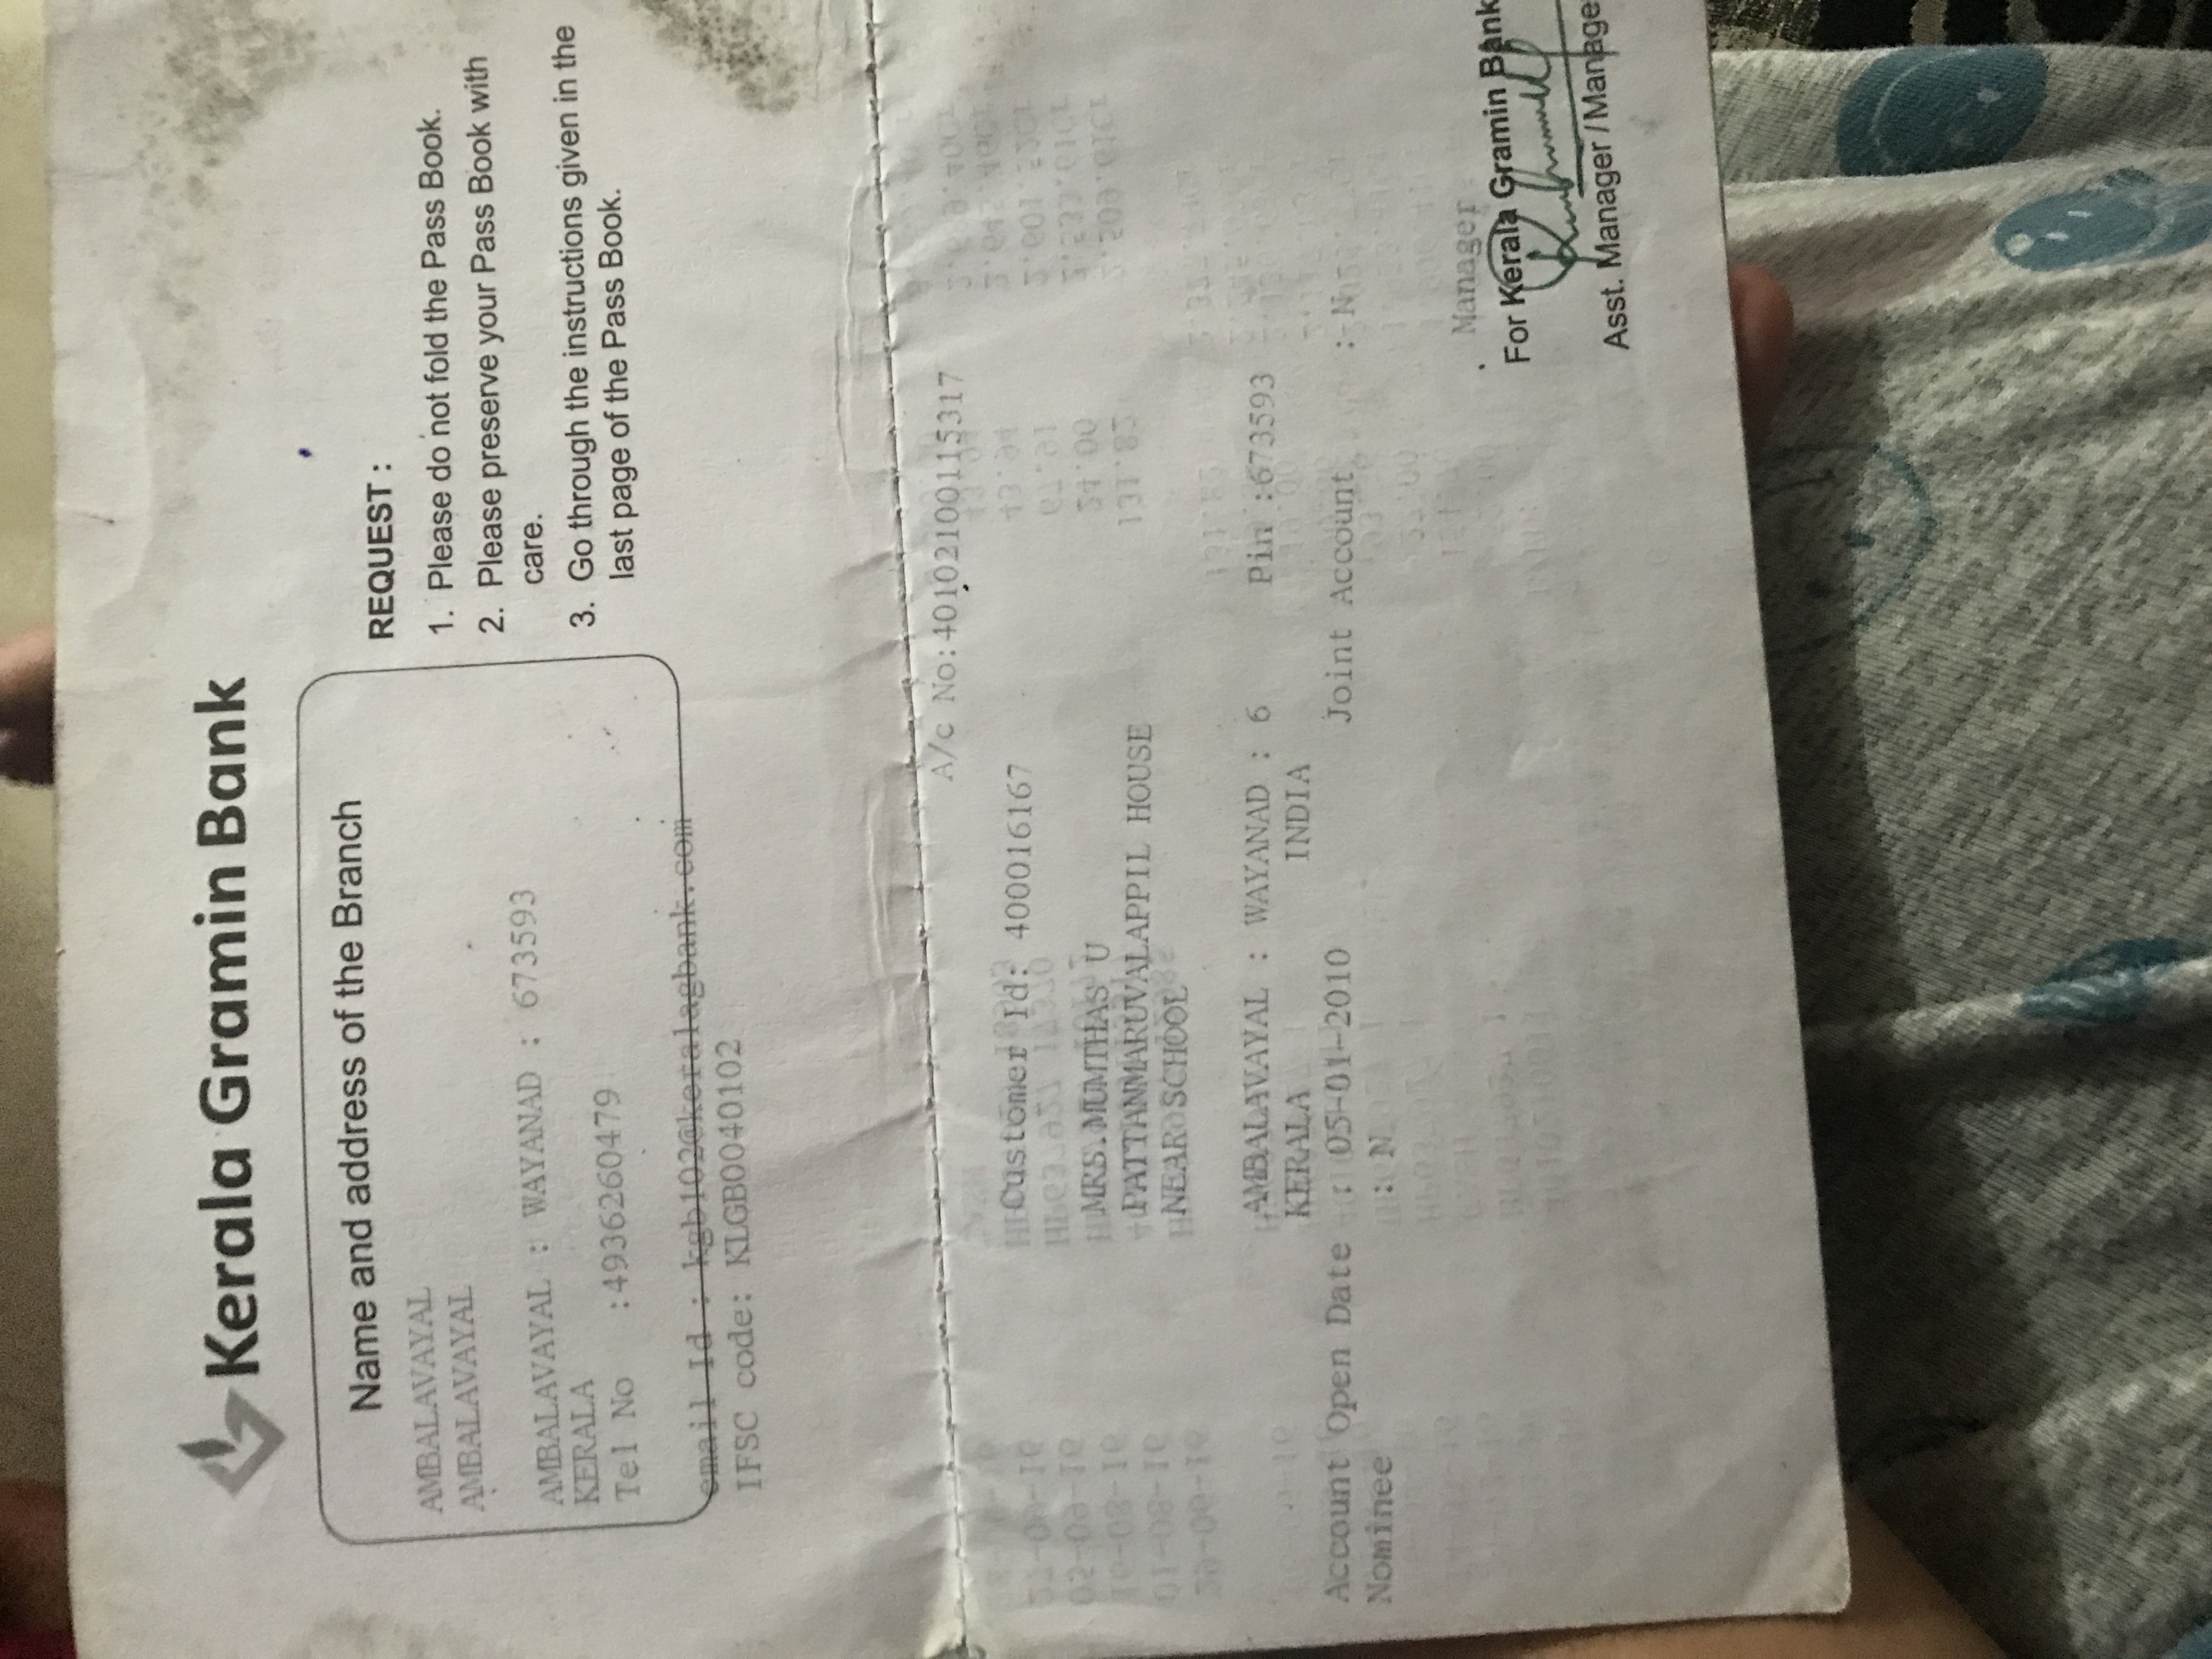 Kerala Gramin Bank
Name and address of the Branch
AMBALAVAYAL
AMBALAVAYAL
AMBALAVAYAL : WAYANAD : 673593
KERALA
Tel No :4936260479
email Id : kgb102@keralagbank.com
IFSC code: KLGB0040102
REQUEST :
1. Please do not fold the Pass Book.
2. Please preserve your Pass Book with
care.
3. Go through the instructions given in the
last page of the Pass Book.
A/c No:40102100115317
Customer Id: 400016167
MRS.MUMTHAS U
PATTANMARUVALAPPIL HOUSE
NEAR SCHOOL
AMBALAVAYAL : WAYANAD : 6 Pin :673593
KERALA INDIA
Account Open Date : 05-01-2010 Joint Account : N
Nominee : N
Manager
For Kerala Gramin Bank
Asst. Manager / Manage